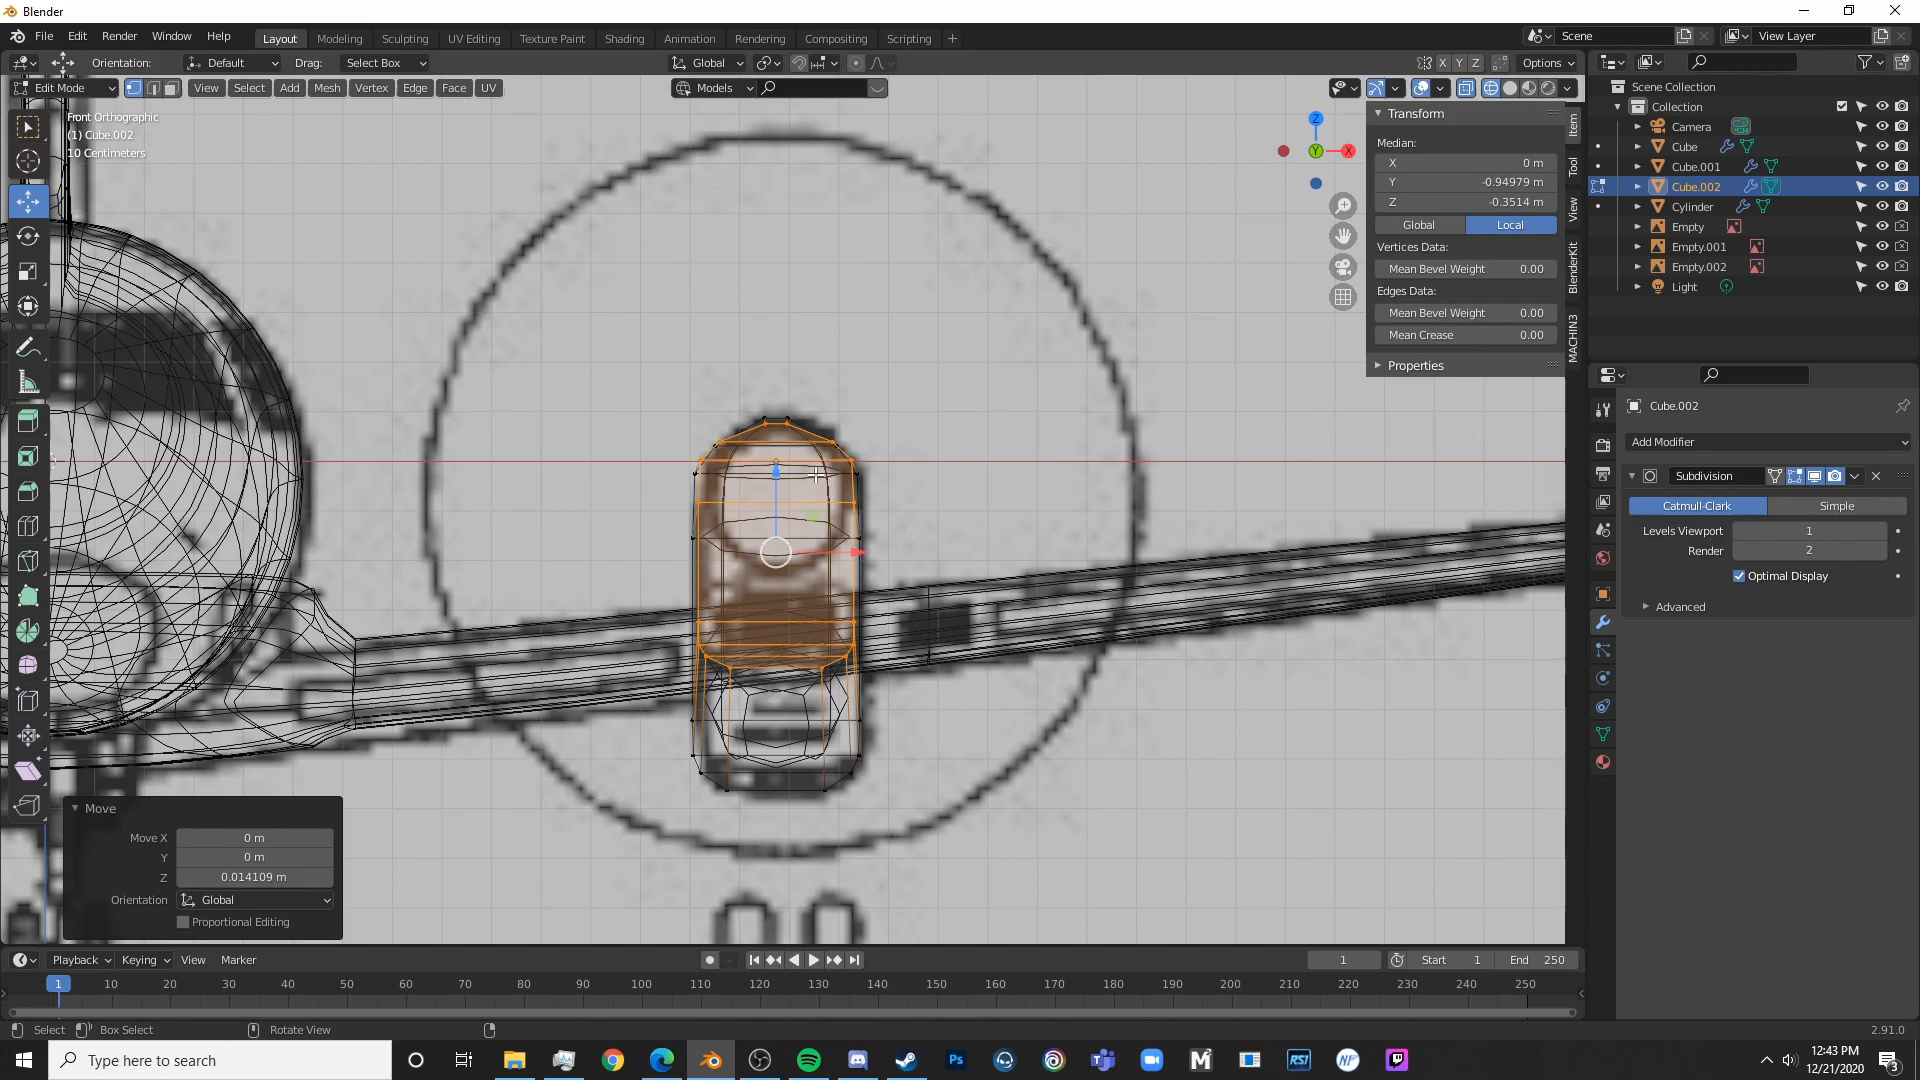 Blender
File Edit Render Window Help
Layout Modeling Sculpting UV Editing Texture Paint Shading Animation Rendering Compositing Scripting +
Scene
View Layer
Orientation: Default Drag: Select Box
Global
X Y Z Options
Edit Mode View Select Add Mesh Vertex Edge Face UV
Models
Front Orthographic
(1) Cube.002
10 Centimeters
Z
Y
X
Transform
Median:
X 0 m
Y -0.94979 m
Z -0.3514 m
Global Local
Vertices Data:
Mean Bevel Weight 0.00
Edges Data:
Mean Bevel Weight 0.00
Mean Crease 0.00
Properties
Item
Tool
View
BlenderKit
MACHIN3
Scene Collection
Collection
Camera
Cube
Cube.001
Cube.002
Cylinder
Empty
Empty.001
Empty.002
Light
Cube.002
Add Modifier
Subdivision
Catmull-Clark Simple
Levels Viewport 1
Render 2
Optimal Display
Advanced
Move
Move X 0 m
Y 0 m
Z 0.014109 m
Orientation Global
Proportional Editing
Playback Keying View Marker
1 Start 1 End 250
1 10 20 30 40 50 60 70 80 90 100 110 120 130 140 150 160 170 180 190 200 210 220 230 240 250
Select Box Select Rotate View
2.91.0
Type here to search
Ps
M
RSI
NF
12:43 PM
12/21/2020
3